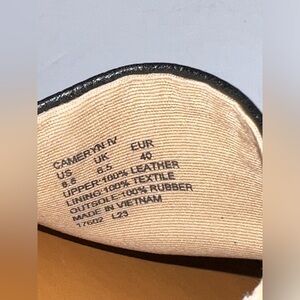 CAMERYN IV
US UK EUR
8.5 6.5 40
UPPER:100% LEATHER
LINING:100% TEXTILE
OUTSOLE:100% RUBBER
MADE IN VIETNAM
17602 L23